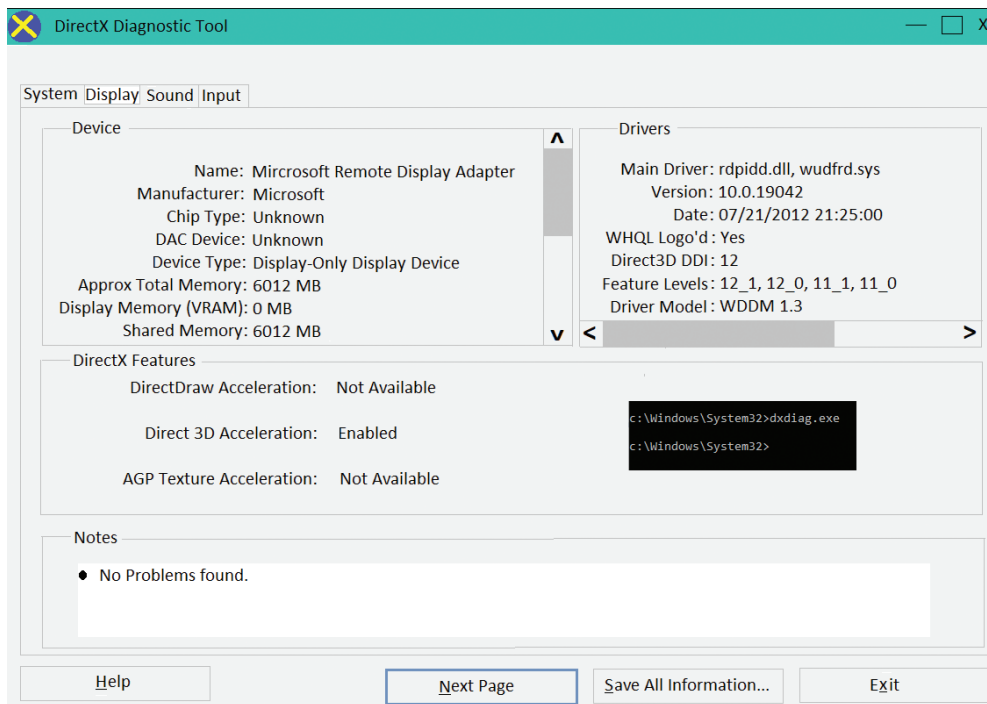 DirectX Diagnostic Tool
X
System Display Sound Input
Device
Name: Mircrosoft Remote Display Adapter
Manufacturer: Microsoft
Chip Type: Unknown
DAC Device: Unknown
Device Type: Display-Only Display Device
Approx Total Memory: 6012 MB
Display Memory (VRAM): 0 MB
Shared Memory: 6012 MB
Drivers
Main Driver: rdpidd.dll, wudfrd.sys
Version: 10.0.19042
Date: 07/21/2012 21:25:00
WHQL Logo'd: Yes
Direct3D DDI: 12
Feature Levels: 12_1, 12_0, 11_1, 11_0
Driver Model: WDDM 1.3
DirectX Features
DirectDraw Acceleration: Not Available
Direct 3D Acceleration: Enabled
AGP Texture Acceleration: Not Available
c:\Windows\System32>dxdiag.exe
c:\Windows\System32>
Notes
No Problems found.
Help Next Page Save All Information... Exit